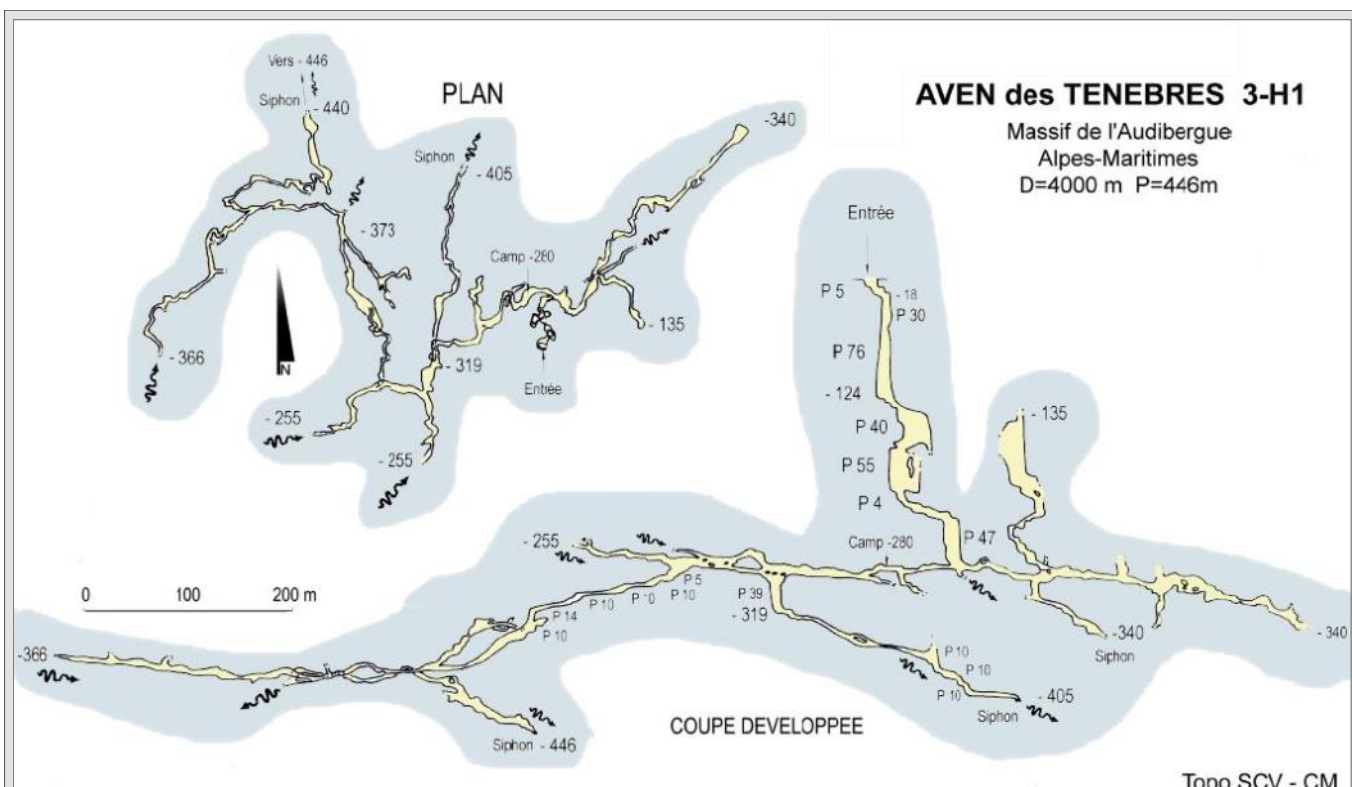 AVEN des TENEBRES 3-H1
Massif de l'Audibergue
Alpes-Maritimes
D=4000 m P=446m
PLAN
Vers - 446
Siphon
- 440
Siphon
- 405
-340
- 373
Camp -280
- 135
- 366
- 319
Entrée
N
- 255
- 255
Entrée
P 5
- 18
P 30
P 76
- 124
P 40
- 135
P 55
P 4
P 47
Camp -280
- 255
P 5
P 10
P 10
P 10
P 39
- 319
P 14
P 10
0 100 200 m
-366
-340
Siphon
- 340
P 10
P 10
P 10
- 405
Siphon
Siphon - 446
COUPE DEVELOPPEE
Topo SCV - CM